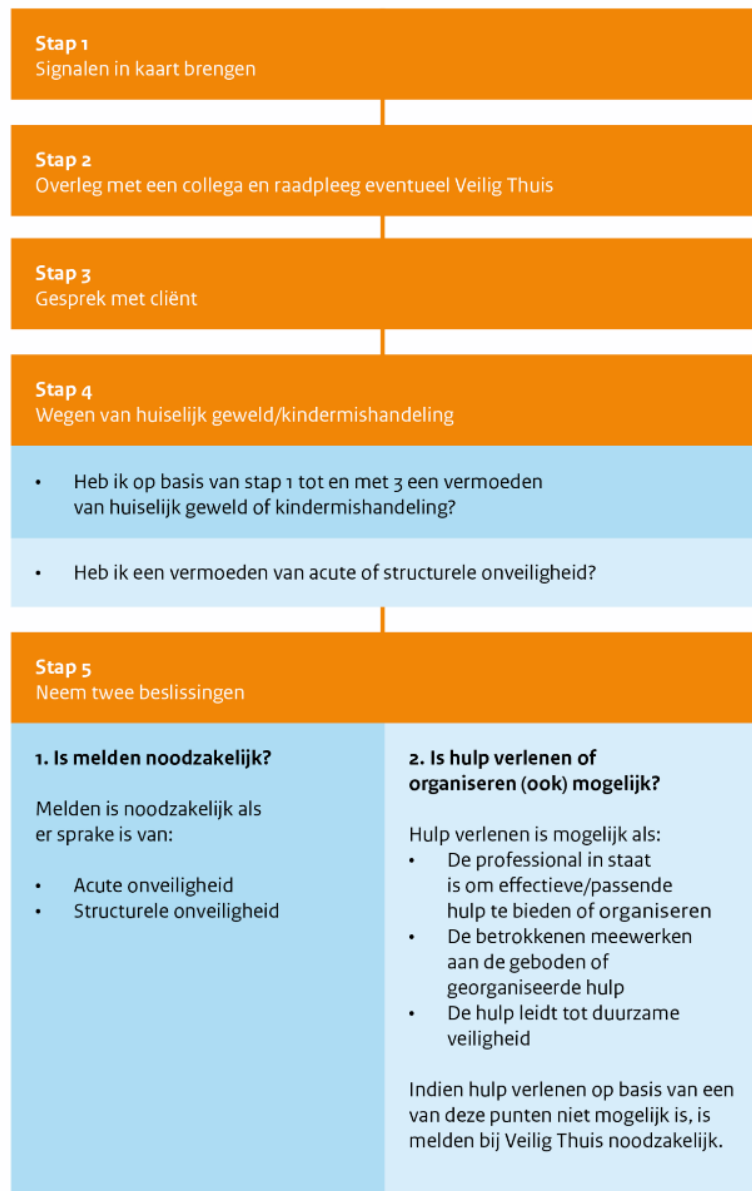 Stap 1
Signalen in kaart brengen
Stap 2
Overleg met een collega en raadpleeg eventueel Veilig Thuis
Stap 3
Gesprek met cliënt
Stap 4
Wegen van huiselijk geweld/kindermishandeling
• Heb ik op basis van stap 1 tot en met 3 een vermoeden
van huiselijk geweld of kindermishandeling?
• Heb ik een vermoeden van acute of structurele onveiligheid?
Stap 5
Neem twee beslissingen
1. Is melden noodzakelijk?
Melden is noodzakelijk als
er sprake is van:
• Acute onveiligheid
• Structurele onveiligheid
2. Is hulp verlenen of
organiseren (ook) mogelijk?
Hulp verlenen is mogelijk als:
• De professional in staat
is om effectieve/passende
hulp te bieden of organiseren
• De betrokkenen meewerken
aan de geboden of
georganiseerde hulp
• De hulp leidt tot duurzame
veiligheid
Indien hulp verlenen op basis van een
van deze punten niet mogelijk is, is
melden bij Veilig Thuis noodzakelijk.